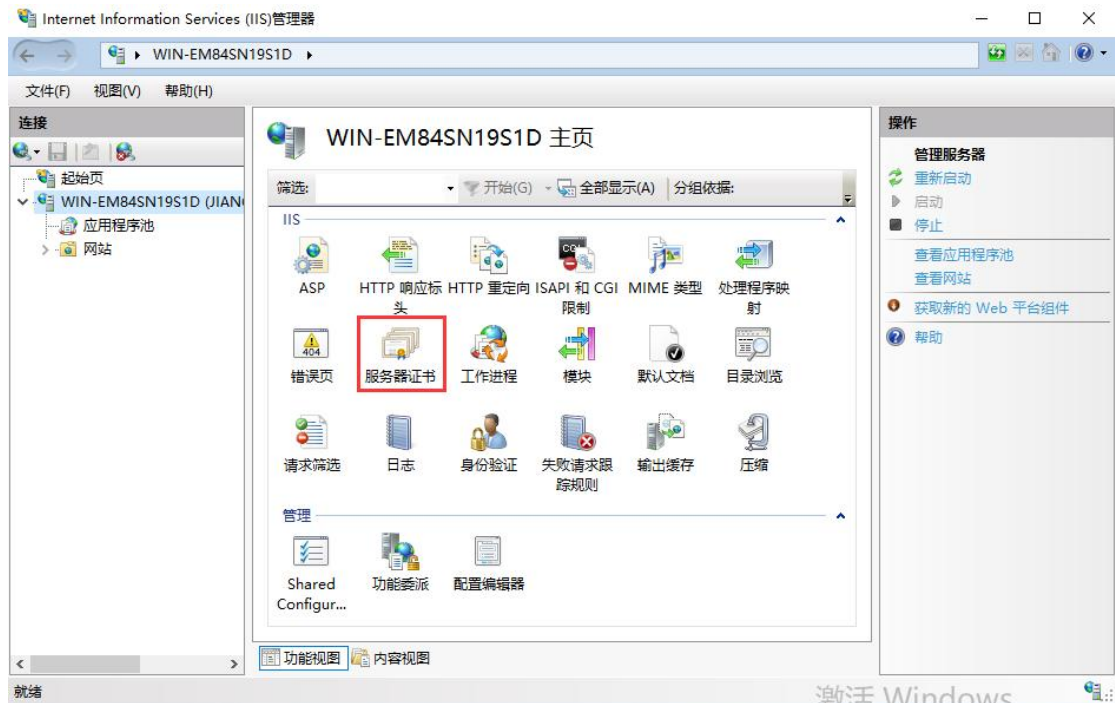 Internet Information Services (IIS)管理器
WIN-EM84SN19S1D
文件(F) 视图(V) 帮助(H)
连接
起始页
WIN-EM84SN19S1D (JIAN
应用程序池
网站
WIN-EM84SN19S1D 主页
筛选: 开始(G) 全部显示(A) 分组依据:
IIS
ASP HTTP 响应标 HTTP 重定向 ISAPI 和 CGI MIME 类型 处理程序映
头 限制 射
404
错误页 服务器证书 工作进程 模块 默认文档 目录浏览
请求筛选 日志 身份验证 失败请求跟 输出缓存 压缩
踪规则
管理
Shared 功能委派 配置编辑器
Configur...
功能视图 内容视图
操作
管理服务器
重新启动
启动
停止
查看应用程序池
查看网站
获取新的 Web 平台组件
帮助
就绪
激活 Windows